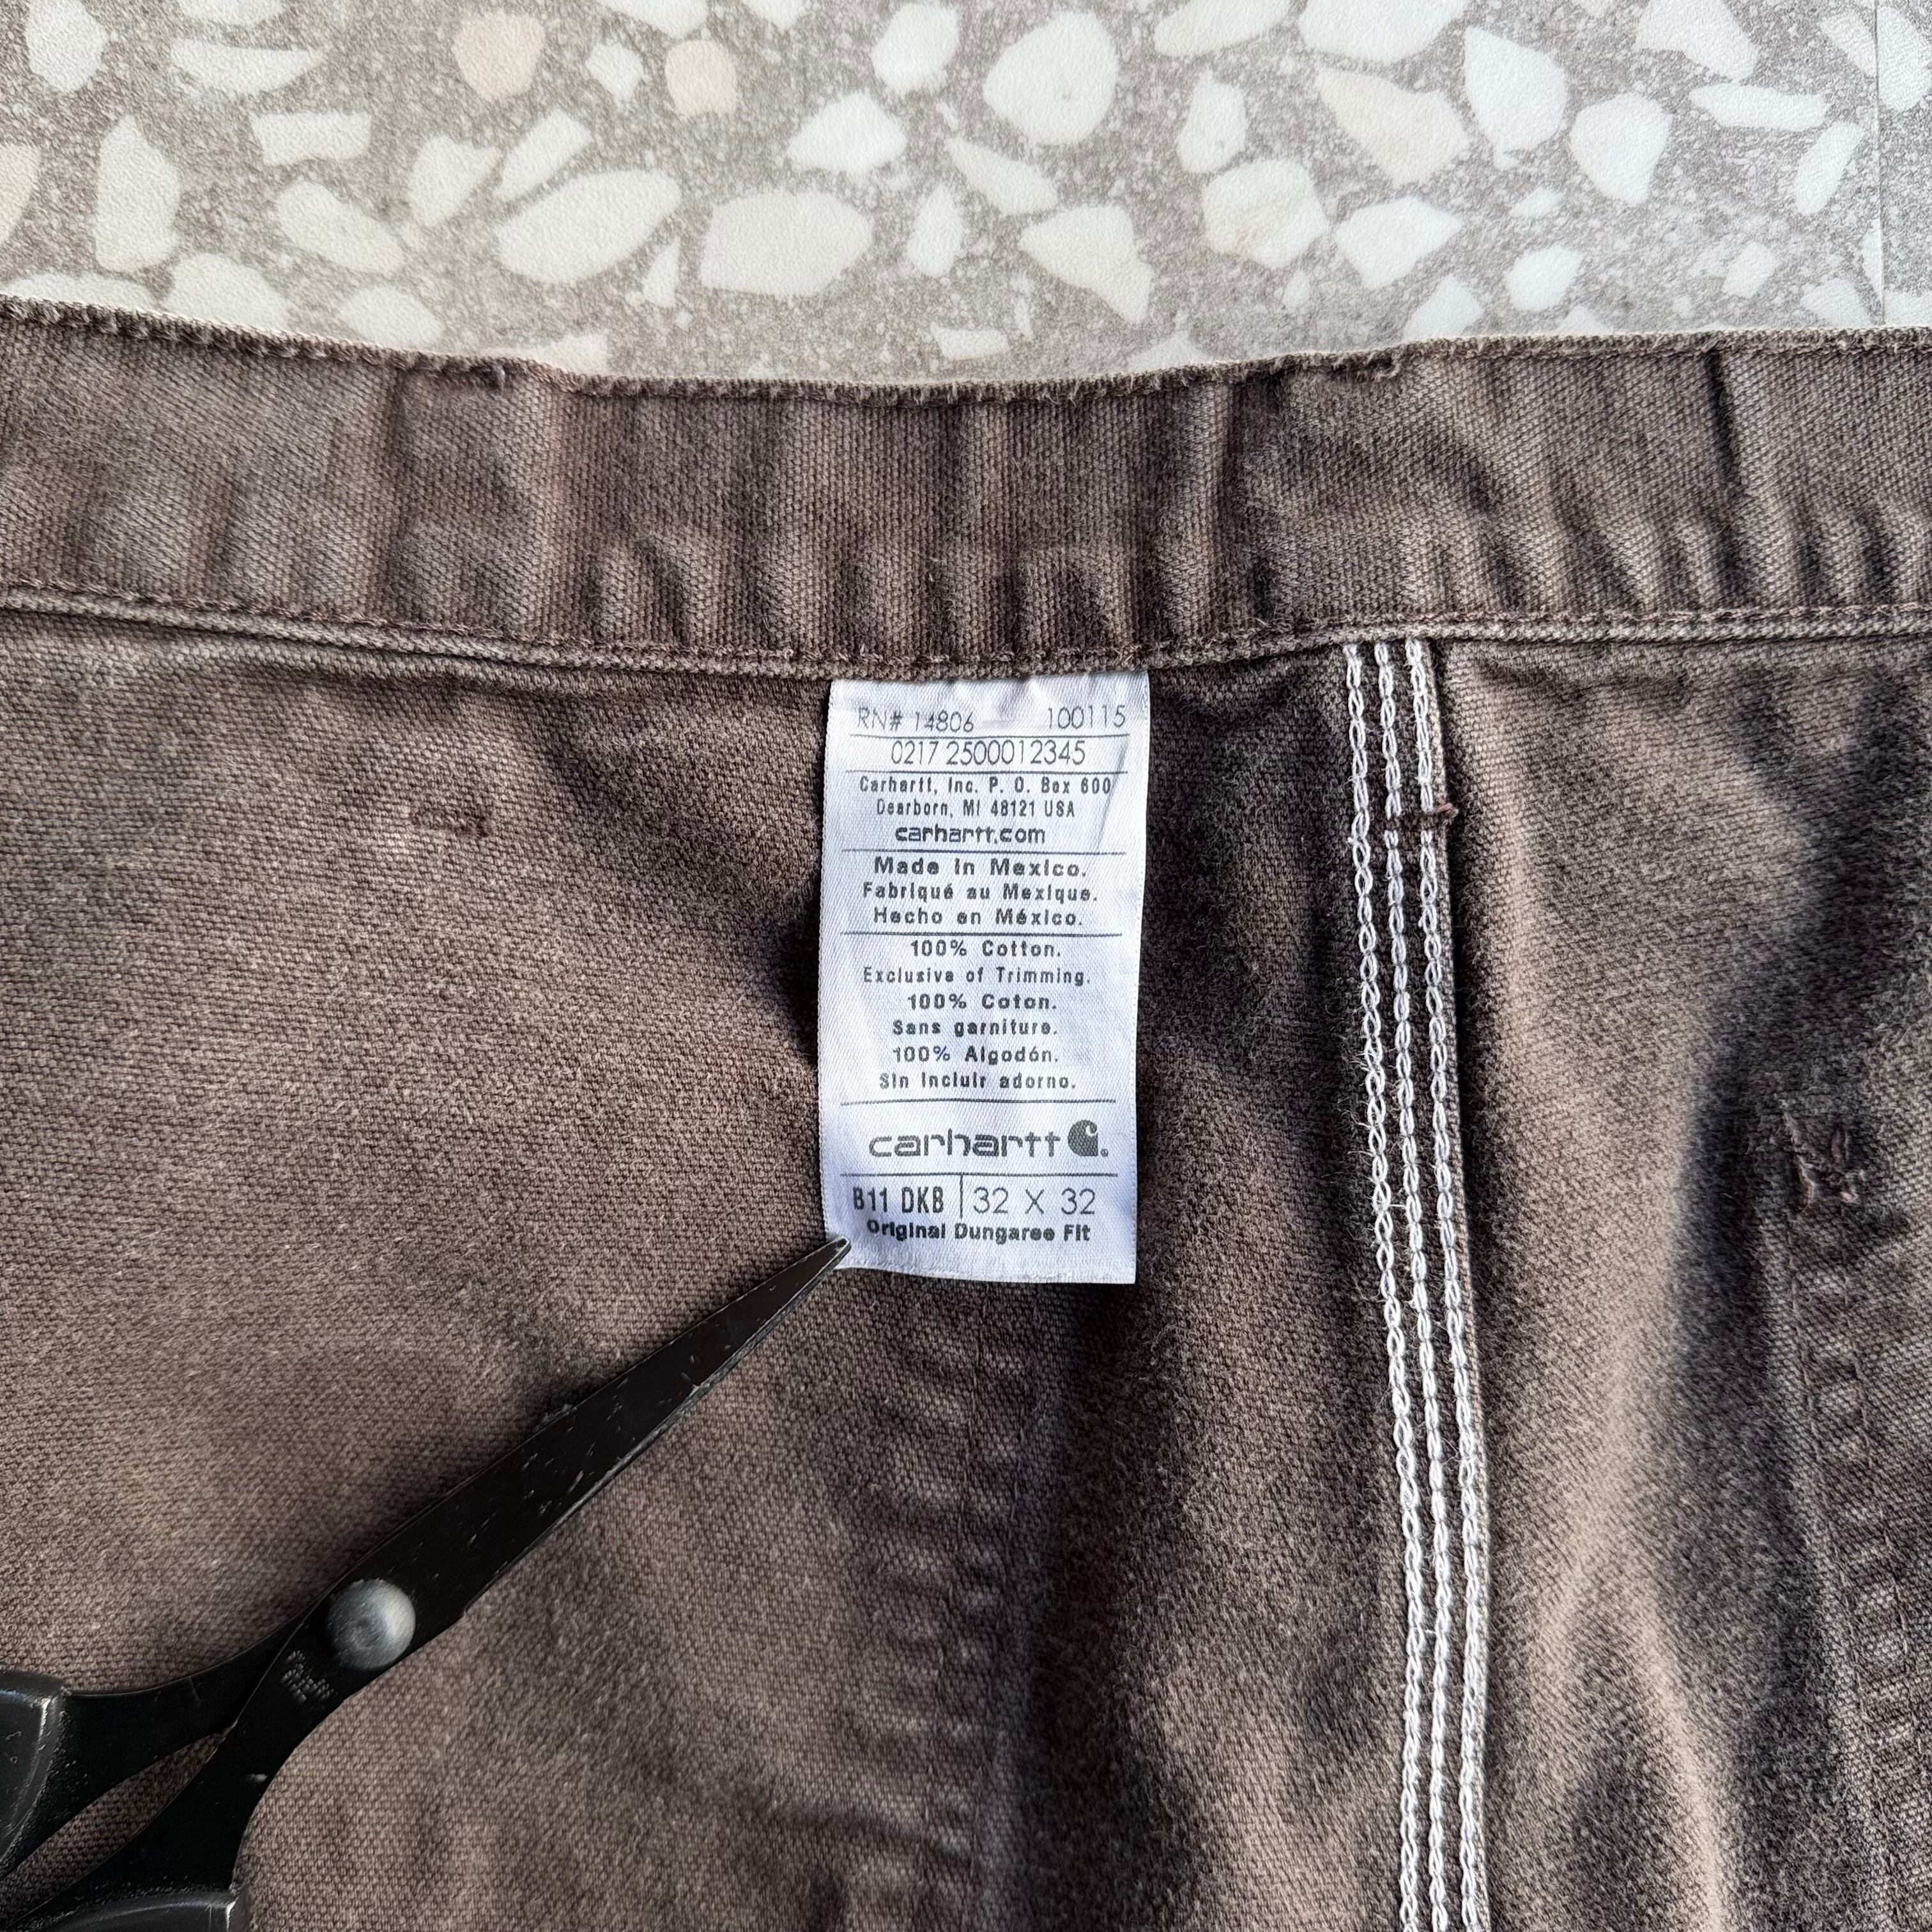 RN# 14806 100115
0217 2500012345
Carhartt, Inc. P. O. Box 600
Dearborn, MI 48121 USA
carhartt.com
Made in Mexico.
Fabriqué au Mexique.
Hecho en México.
100% Cotton.
Exclusive of Trimming.
100% Coton.
Sans garniture.
100% Algodón.
Sin incluir adorno.
carhartt
B11 DKB | 32 X 32
Original Dungaree Fit